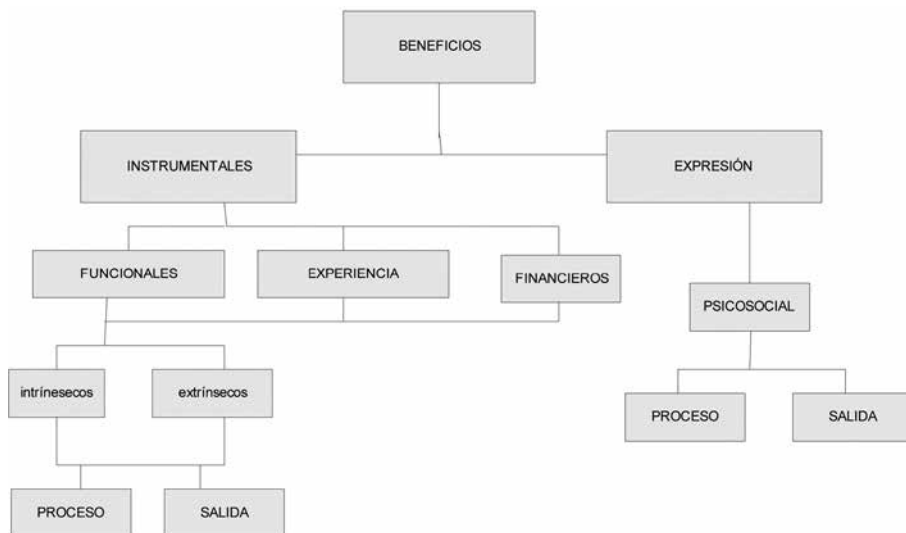 BENEFICIOS
INSTRUMENTALES
EXPRESIÓN
FUNCIONALES
EXPERIENCIA
FINANCIEROS
PSICOSOCIAL
intrínesecos
extrínsecos
PROCESO
SALIDA
PROCESO
SALIDA